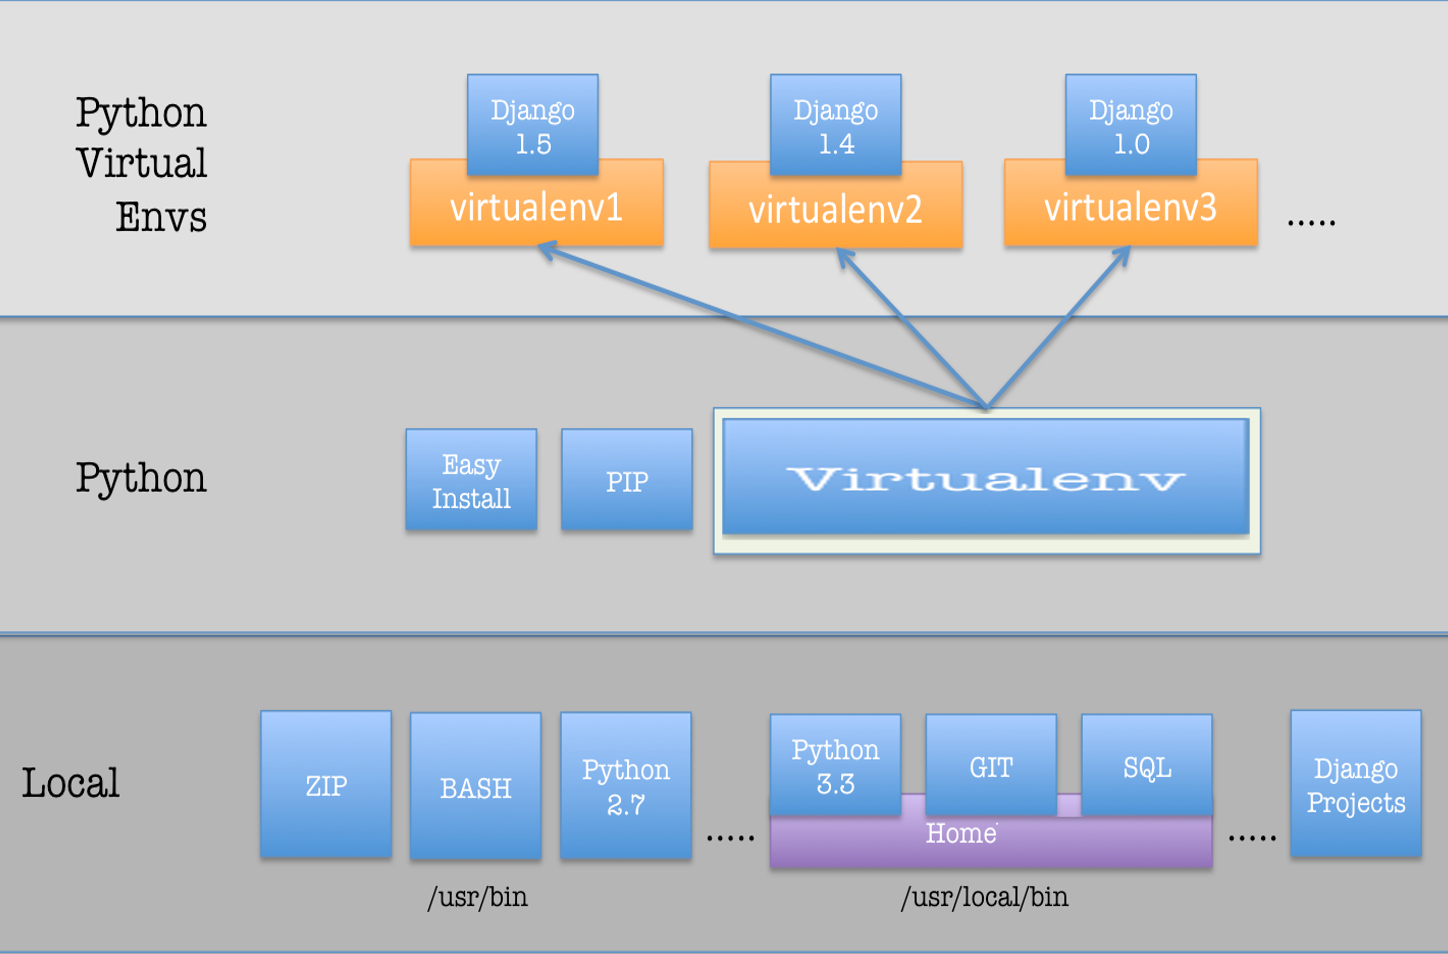 Python
Virtual
Envs
Django
1.5
virtualenv1
Django
1.4
virtualenv2
Django
1.0
virtualenv3
.....
Python
Easy
Install
PIP
Virtualenv
Local
ZIP
BASH
Python
2.7
.....
Python
3.3
GIT
SQL
Home
.....
Django
Projects
/usr/bin
/usr/local/bin